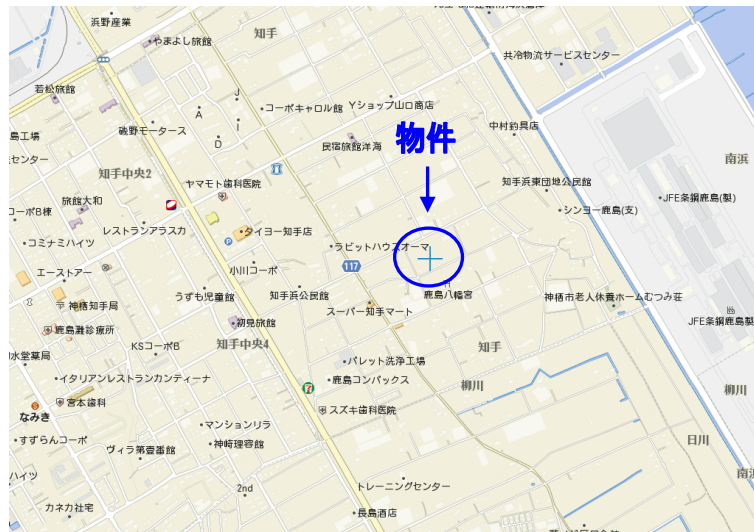 浜野産業
知手
やまよし旅館
共冷物流サービスセンター
若松旅館
J
コーポキャロル館
Yショップ山口商店
A
I
磯野モータース
D
中村釣具店
島工場
センター
民宿旅館洋海
物件
南浜
知手中央2
ヤマモト歯科医院
知手浜東団地公民館
旅館大和
JFE条鋼鹿島(製)
コーポB棟
レストランアラスカ
タイヨー知手店
シンヨー鹿島(支)
コミナミハイツ
ラビットハウスオーマ
小川コーポ
117
エーストアー
うずも児童館
知手浜公民館
鹿島八幡宮
神栖市老人休養ホームむつみ荘
神栖知手局
スーパー知手マート
初見旅館
JFE条鋼鹿島製
鹿島灘診療所
KSコーポB
知手中央4
知手
水堂薬局
パレット洗浄工場
イタリアンレストランカンティーナ
鹿島コンパックス
柳川
宮本歯科
なみき
スズキ歯科医院
マンションリラ
すずらんコーポ
神崎理容館
日川
ヴィラ第壹番館
ハイツ
南浜
2nd
トレーニングセンター
カネカ社宅
長島酒店